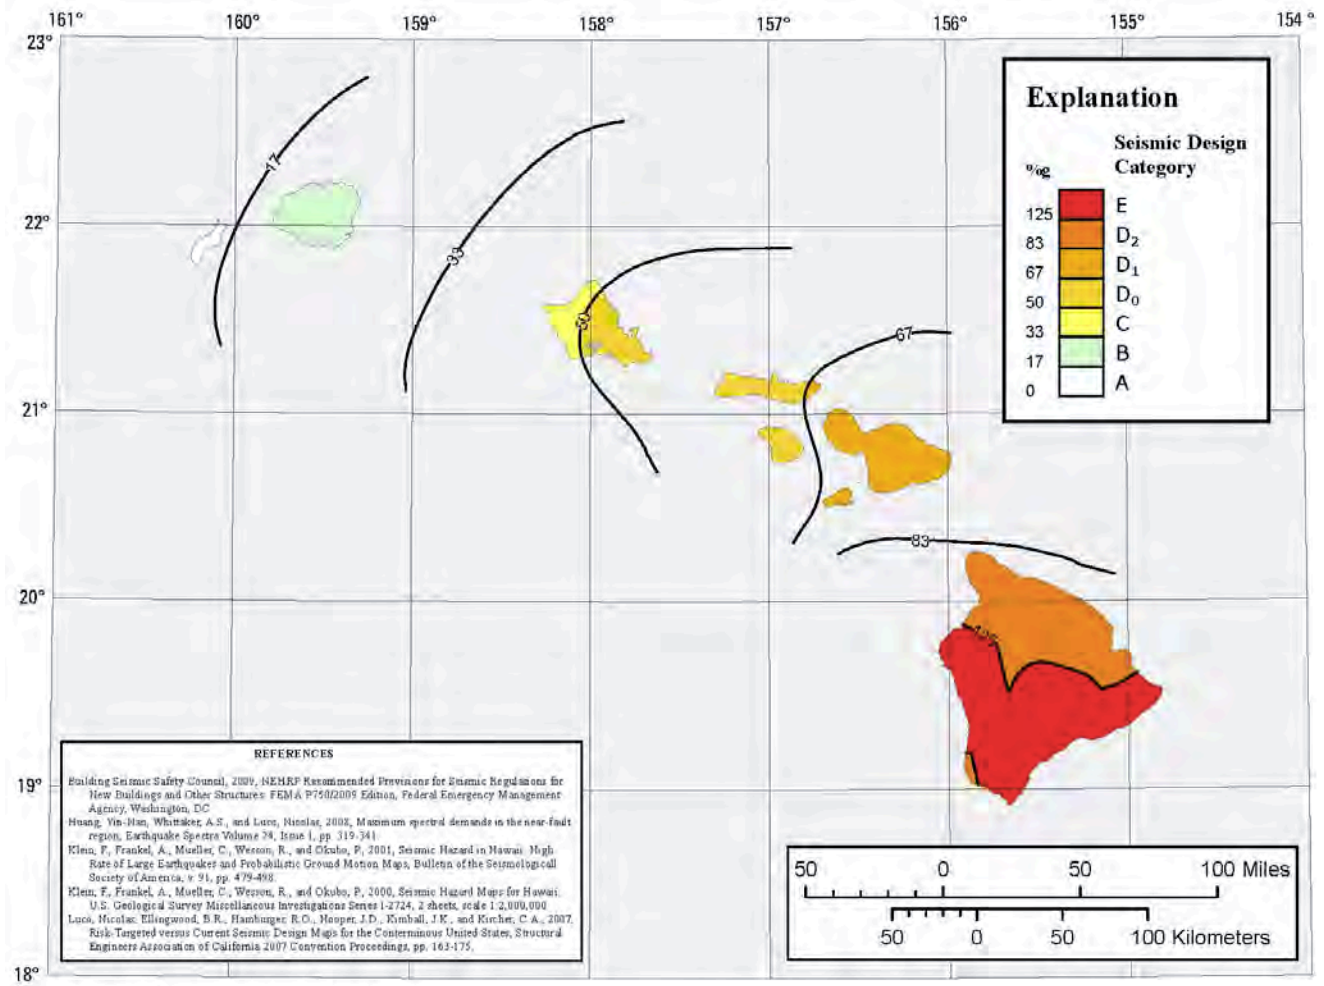 161°
160°
159°
158°
157°
156°
155°
154°
23°
22°
21°
20°
19°
18°
17
33
50
67
83
125
Explanation
Seismic Design
Category
%g
125 E
83 D₂
67 D₁
50 D₀
33 C
17 B
0 A
REFERENCES
Building Seismic Safety Council, 2009, NEHRP Recommended Provisions for Seismic Regulations for
New Buildings and Other Structures: FEMA P750/2009 Edition, Federal Emergency Management
Agency, Washington, DC
Huang, Yin-Nan, Whittaker, A.S., and Luco, Nicolas, 2008, Maximum spectral demands in the near-fault
region, Earthquake Spectra Volume 24, Issue 1, pp. 319-341.
Klein, F., Frankel, A., Mueller, C., Wesson, R., and Okubo, P., 2001, Seismic Hazard in Hawaii: High
Rate of Large Earthquakes and Probabilistic Ground Motion Maps, Bulletin of the Seismologicall
Society of America, v. 91, pp. 479-498.
Klein, F., Frankel, A., Mueller, C., Wesson, R., and Okubo, P., 2000, Seismic Hazard Maps for Hawaii:
U.S. Geological Survey Miscellaneous Investigations Series I-2724, 2 sheets, scale 1:2,000,000
Luco, Nicolas, Ellingwood, B.R., Hamburger, R.O., Hooper, J.D., Kimball, J.K., and Kircher, C.A., 2007,
Risk-Targeted versus Current Seismic Design Maps for the Conterminous United States, Structural
Engineers Association of California 2007 Convention Proceedings, pp. 163-175.
50 0 50 100 Miles
50 0 50 100 Kilometers